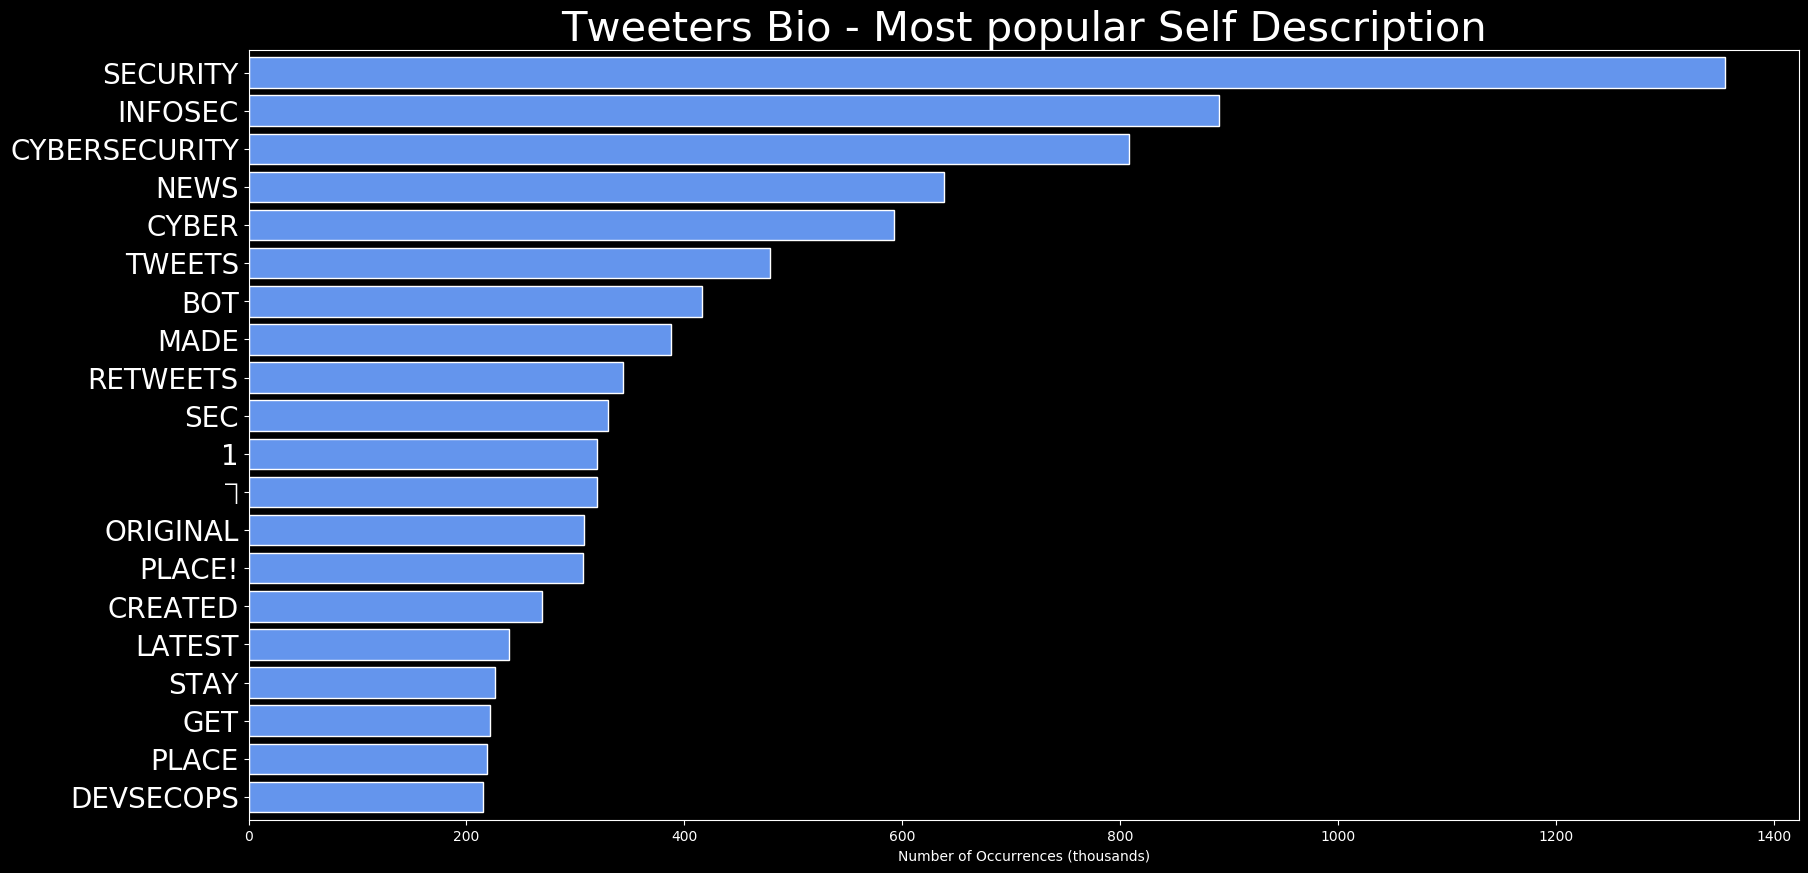 Tweeters Bio - Most popular Self Description
SECURITY
INFOSEC
CYBERSECURITY
NEWS
CYBER
TWEETS
BOT
MADE
RETWEETS
SEC
1
ORIGINAL
PLACE!
CREATED
LATEST
STAY
GET
PLACE
DEVSECOPS
0 200 400 600 800 1000 1200 1400
Number of Occurrences (thousands)